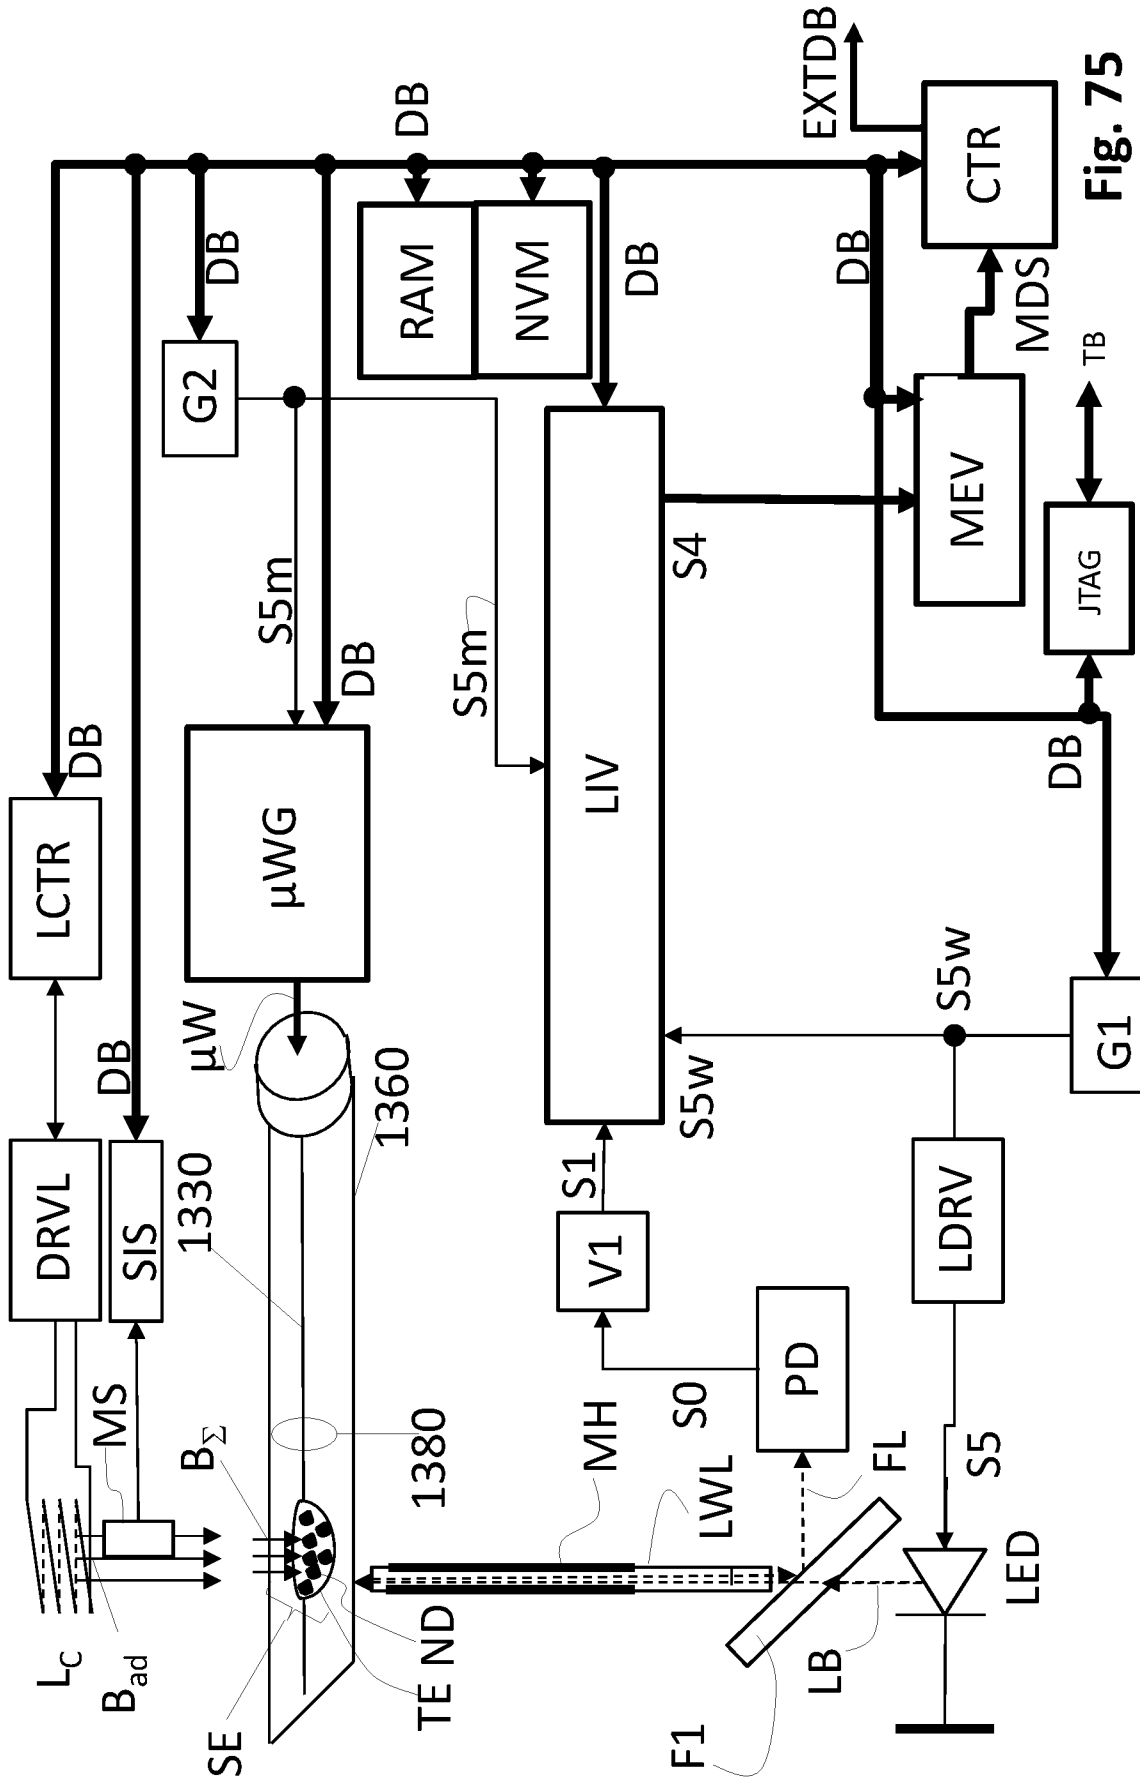 L_C
B_ad
MS
DRVL
LCTR
DB
SIS
DB
SE
TE
ND
B_Σ
1380
1330
1360
µW
µWG
S5m
DB
G2
DB
S5m
RAM
NVM
DB
MH
LWL
S0
S1
V1
LIV
S5w
S4
DB
PD
FL
F1
LB
LED
S5
LDRV
S5w
G1
DB
JTAG
TB
MEV
DB
MDS
CTR
EXTDB
Fig. 75